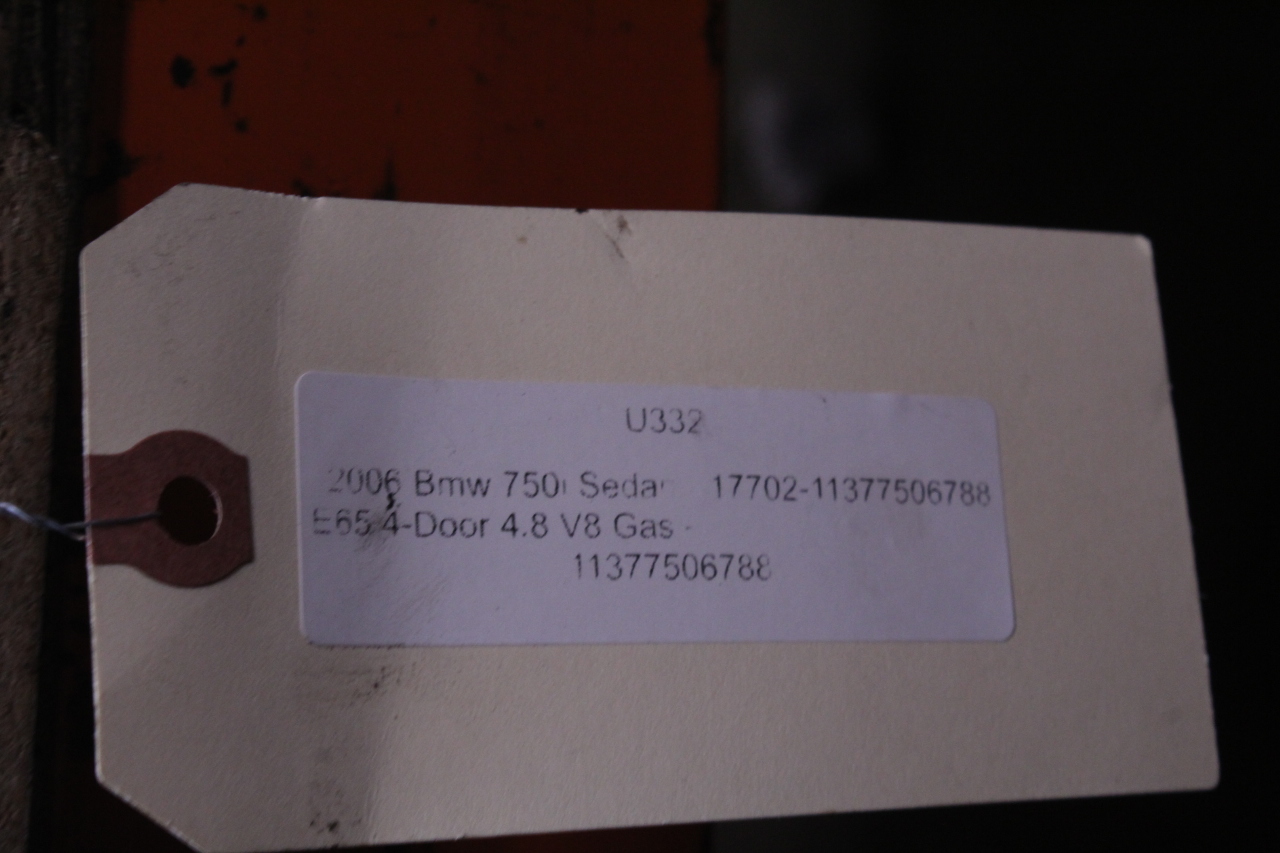 U332
2006 Bmw 750i Sedan 17702-11377506788
E65 4-Door 4.8 V8 Gas -
11377506788